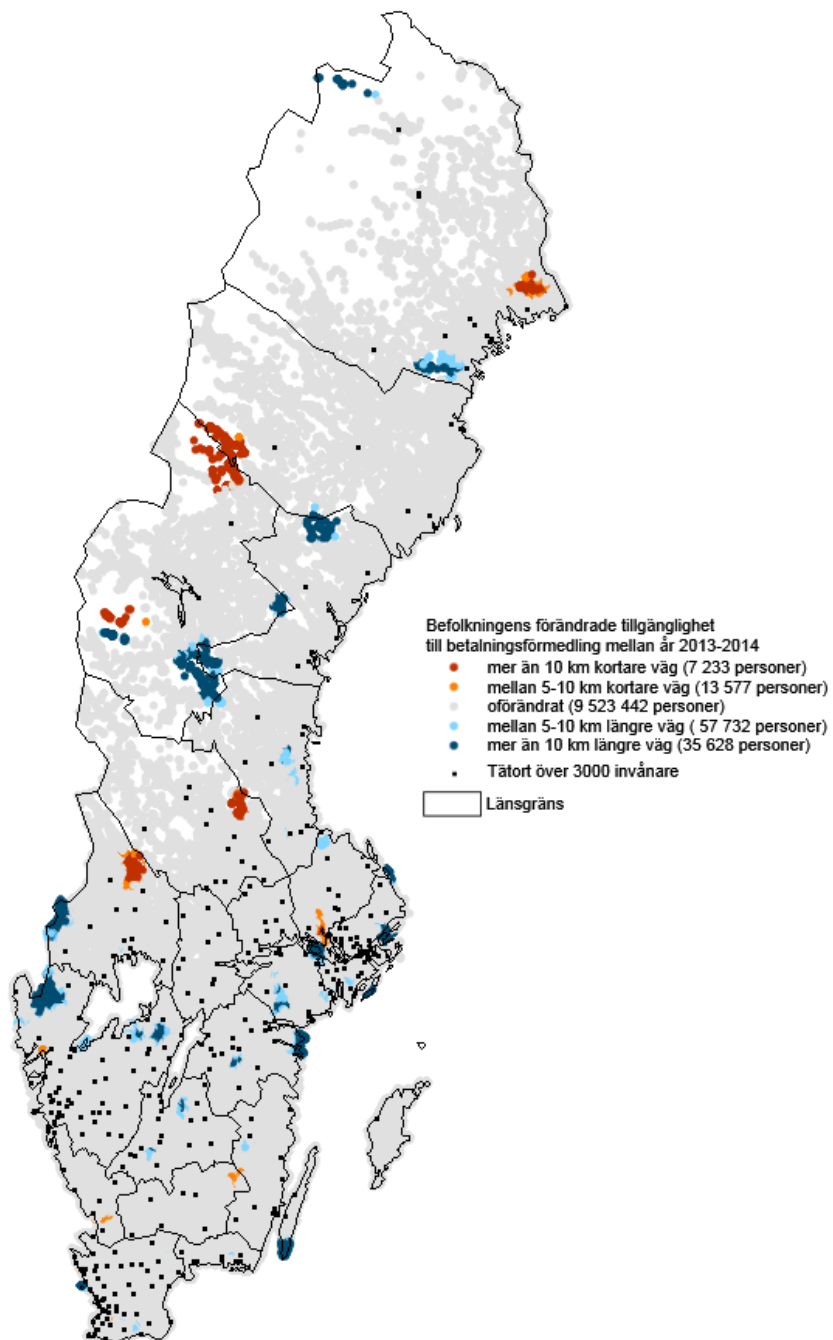 Befolkningens förändrade tillgänglighet
till betalningsförmedling mellan år 2013-2014
mer än 10 km kortare väg (7 233 personer)
mellan 5-10 km kortare väg (13 577 personer)
oförändrat (9 523 442 personer)
mellan 5-10 km längre väg ( 57 732 personer)
mer än 10 km längre väg (35 628 personer)
Tätort över 3000 invånare
Länsgräns